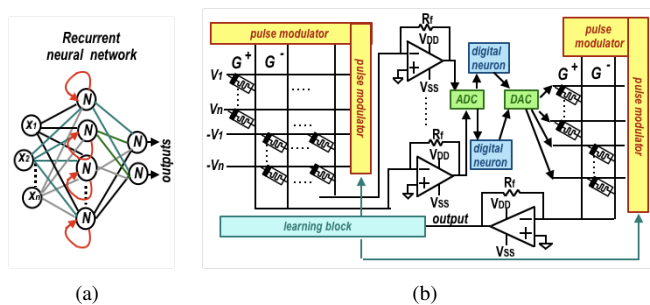 Recurrent
neural network
X1
X2
Xn
N
N
N
N
N
N
outputs
(a)
pulse modulator
G+
G-
V1
Vn
-V1
-Vn
pulse modulator
Rf
VDD
VSS
Rf
VDD
VSS
ADC
digital
neuron
digital
neuron
DAC
pulse
modulator
G+
G-
pulse modulator
Rf
VDD
VSS
output
learning block
(b)